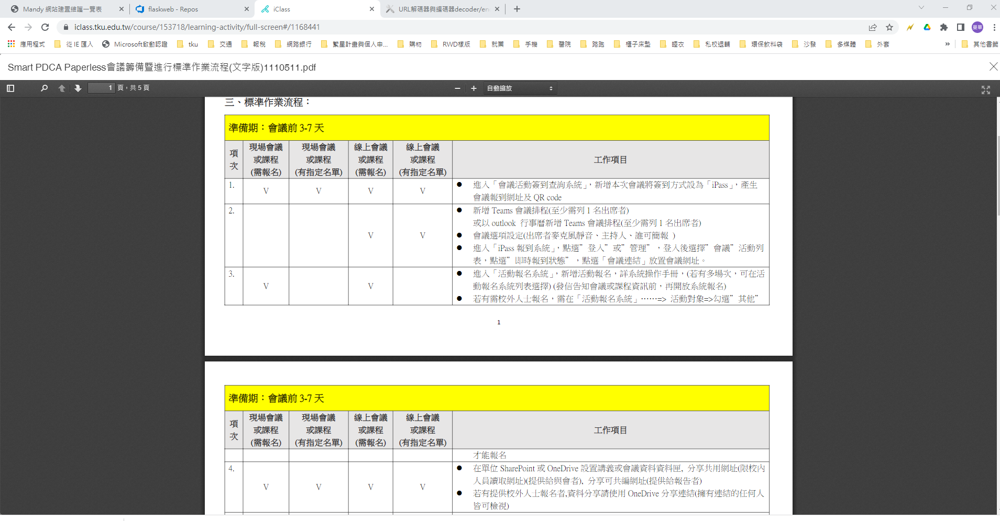 Mandy 網站建置維護一覽表
flaskweb - Repos
iClass
URL解碼器與編碼器decoder/en
iclass.tku.edu.tw/course/153718/learning-activity/full-screen#/1168441
曼華
應用程式
從 IE 匯入
Microsoft啟動認證
tku
交通
報稅
網路銀行
繁星計畫與個人申...
購物
RWD樣版
就業
手機
醫院
路跑
櫃子床墊
睡衣
私校退輔
環保飲料袋
沙發
多媒體
外套
»
其他書籤
Smart PDCA Paperless會議籌備暨進行標準作業流程(文字版)1110511.pdf
1 頁,共 5 頁
自動縮放
三、標準作業流程：
準備期：會議前 3-7 天
項次
現場會議或課程(需報名)
現場會議或課程(有指定名單)
線上會議或課程(需報名)
線上會議或課程(有指定名單)
工作項目
1.
V V V V
● 進入「會議活動簽到查詢系統」，新增本次會議將簽到方式設為「iPass」，產生
會議報到網址及 QR code
2.
V V
● 新增 Teams 會議排程(至少需列 1 名出席者)
或以 outlook 行事曆新增 Teams 會議排程(至少需列 1 名出席者)
● 會議選項設定(出席者麥克風靜音、主持人、誰可簡報 )
● 進入「iPass 報到系統」，點選”登入”或”管理”，登入後選擇”會議”活動列
表，點選”即時報到狀態”，點選「會議連結」放置會議網址。
3.
V V
● 進入「活動報名系統」，新增活動報名，詳系統操作手冊，(若有多場次，可在活
動報名系統列表選擇) (發信告知會議或課程資訊前，再開放系統報名)
● 若有需校外人士報名，需在「活動報名系統」……=> 活動對象=>勾選”其他”
1
準備期：會議前 3-7 天
項次
現場會議或課程(需報名)
現場會議或課程(有指定名單)
線上會議或課程(需報名)
線上會議或課程(有指定名單)
工作項目
才能報名
4.
V V V V
● 在單位 SharePoint 或 OneDrive 設置講義或會議資料資料匣, 分享共用網址(限校內
人員讀取網址)(提供給與會者), 分享可共編網址(提供給報告者)
● 若有提供校外人士報名者,資料分享請使用 OneDrive 分享連結(擁有連結的任何人
皆可檢視)